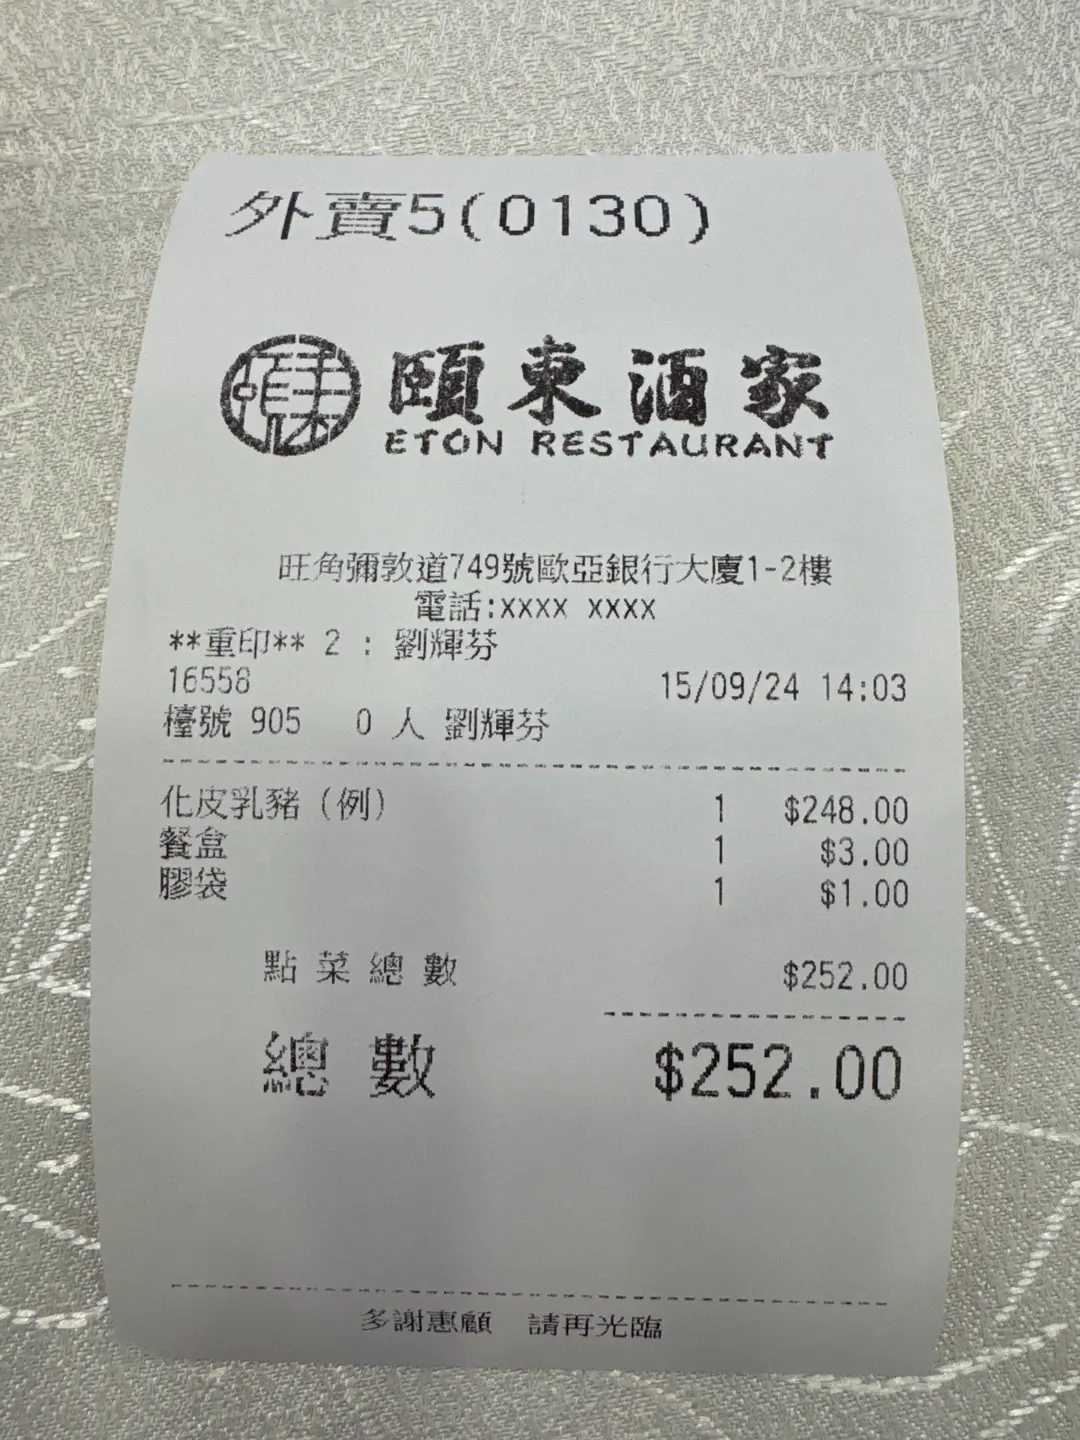 外賣5(0130)
頤東酒家
ETON RESTAURANT
旺角彌敦道749號歐亞銀行大廈1-2樓
電話:xxxx xxxx
**重印** 2 : 劉輝芬
16558 15/09/24 14:03
檯號 905 0 人 劉輝芬
化皮乳豬(例) 1 $248.00
餐盒 1 $3.00
膠袋 1 $1.00
點菜總數 $252.00
總數 $252.00
多謝惠顧 請再光臨